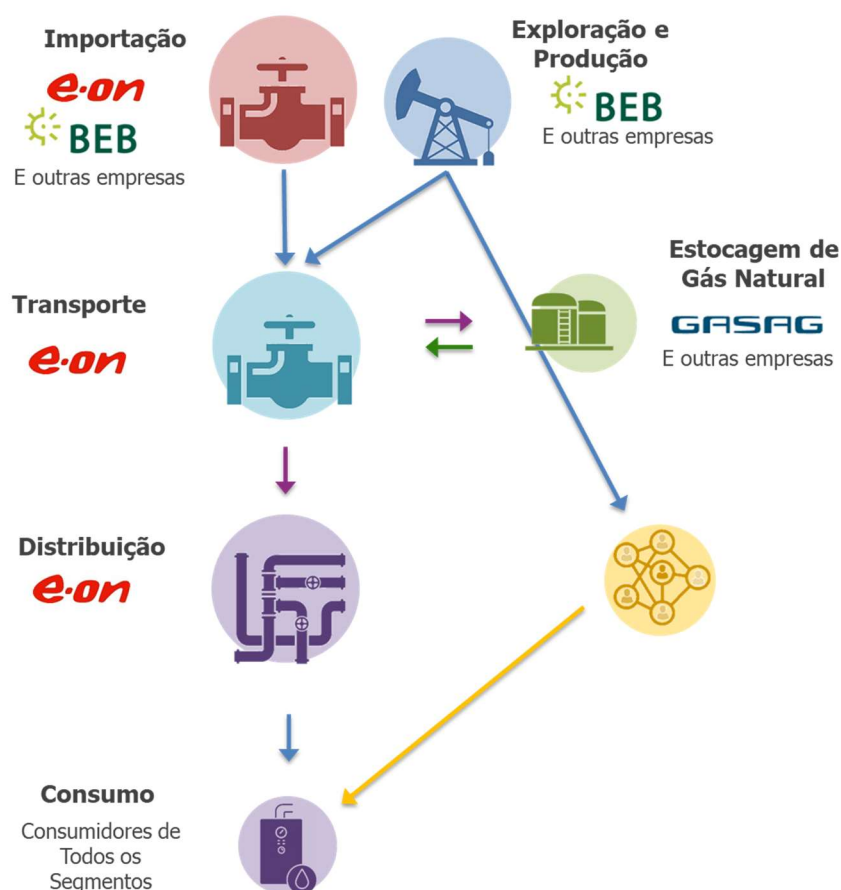 Importação
e·on
BEB
E outras empresas
Exploração e
Produção
BEB
E outras empresas
Estocagem de
Gás Natural
GASAG
E outras empresas
Transporte
e·on
Distribuição
e·on
Consumo
Consumidores de
Todos os
Segmentos